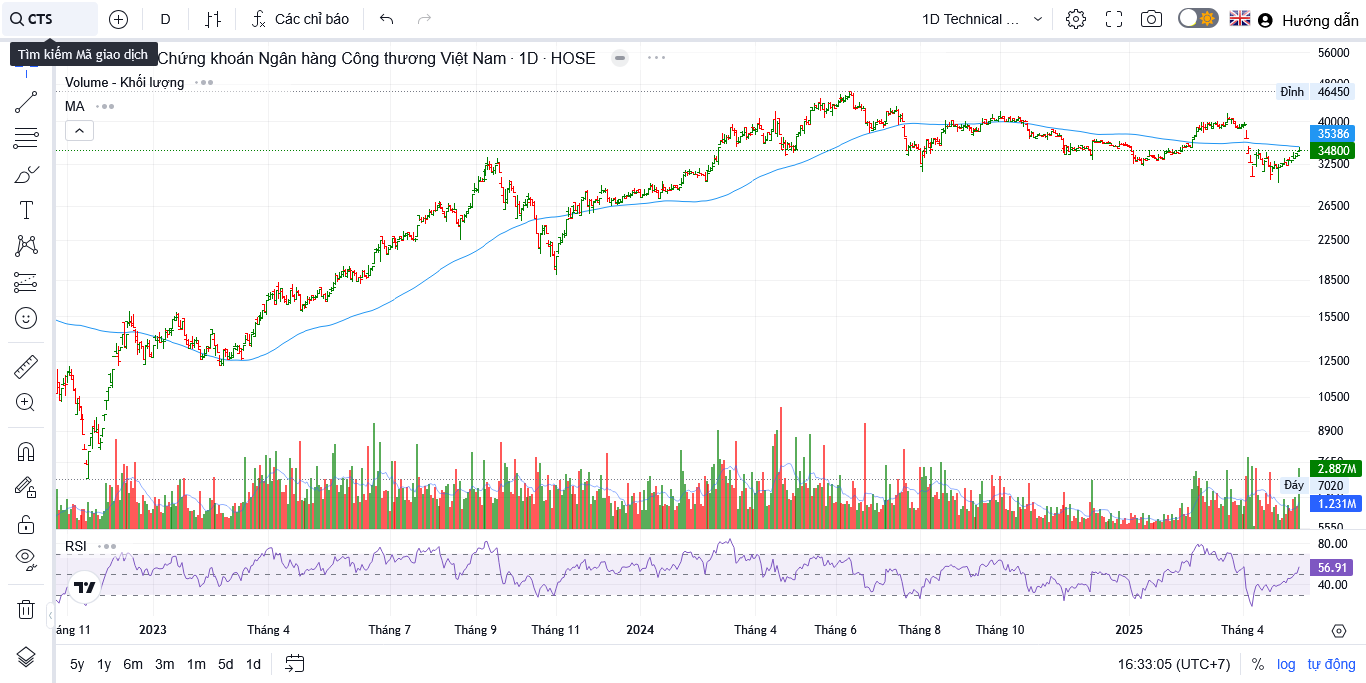 CTS
D
Các chỉ báo
1D Technical ...
Hướng dẫn
Tìm kiếm Mã giao dịch
Chứng khoán Ngân hàng Công thương Việt Nam · 1D · HOSE
Volume - Khối lượng
MA
56000
48000
Đỉnh 46450
40000
35386
34800
32500
26500
22500
18500
15500
12500
10500
8900
7650
2.887M
Đáy 7020
1.231M
5550
RSI
80.00
56.91
40.00
áng 11 2023 Tháng 4 Tháng 7 Tháng 9 Tháng 11 2024 Tháng 4 Tháng 6 Tháng 8 Tháng 10 2025 Tháng 4
5y 1y 6m 3m 1m 5d 1d
16:33:05 (UTC+7) % log tự động